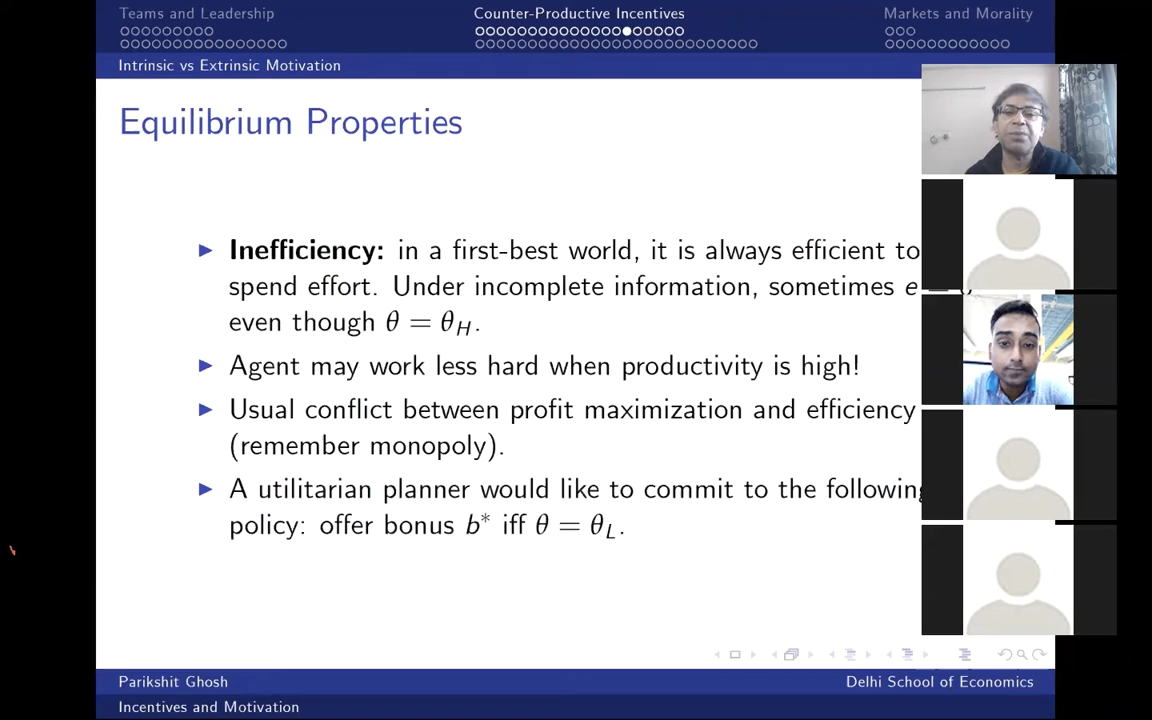 Teams and Leadership
Counter-Productive Incentives
Markets and Morality
Intrinsic vs Extrinsic Motivation
Equilibrium Properties
Inefficiency: in a first-best world, it is always efficient to
spend effort. Under incomplete information, sometimes e
even though θ = θ_H.
Agent may work less hard when productivity is high!
Usual conflict between profit maximization and efficiency
(remember monopoly).
A utilitarian planner would like to commit to the following
policy: offer bonus b* iff θ = θ_L.
Parikshit Ghosh
Delhi School of Economics
Incentives and Motivation